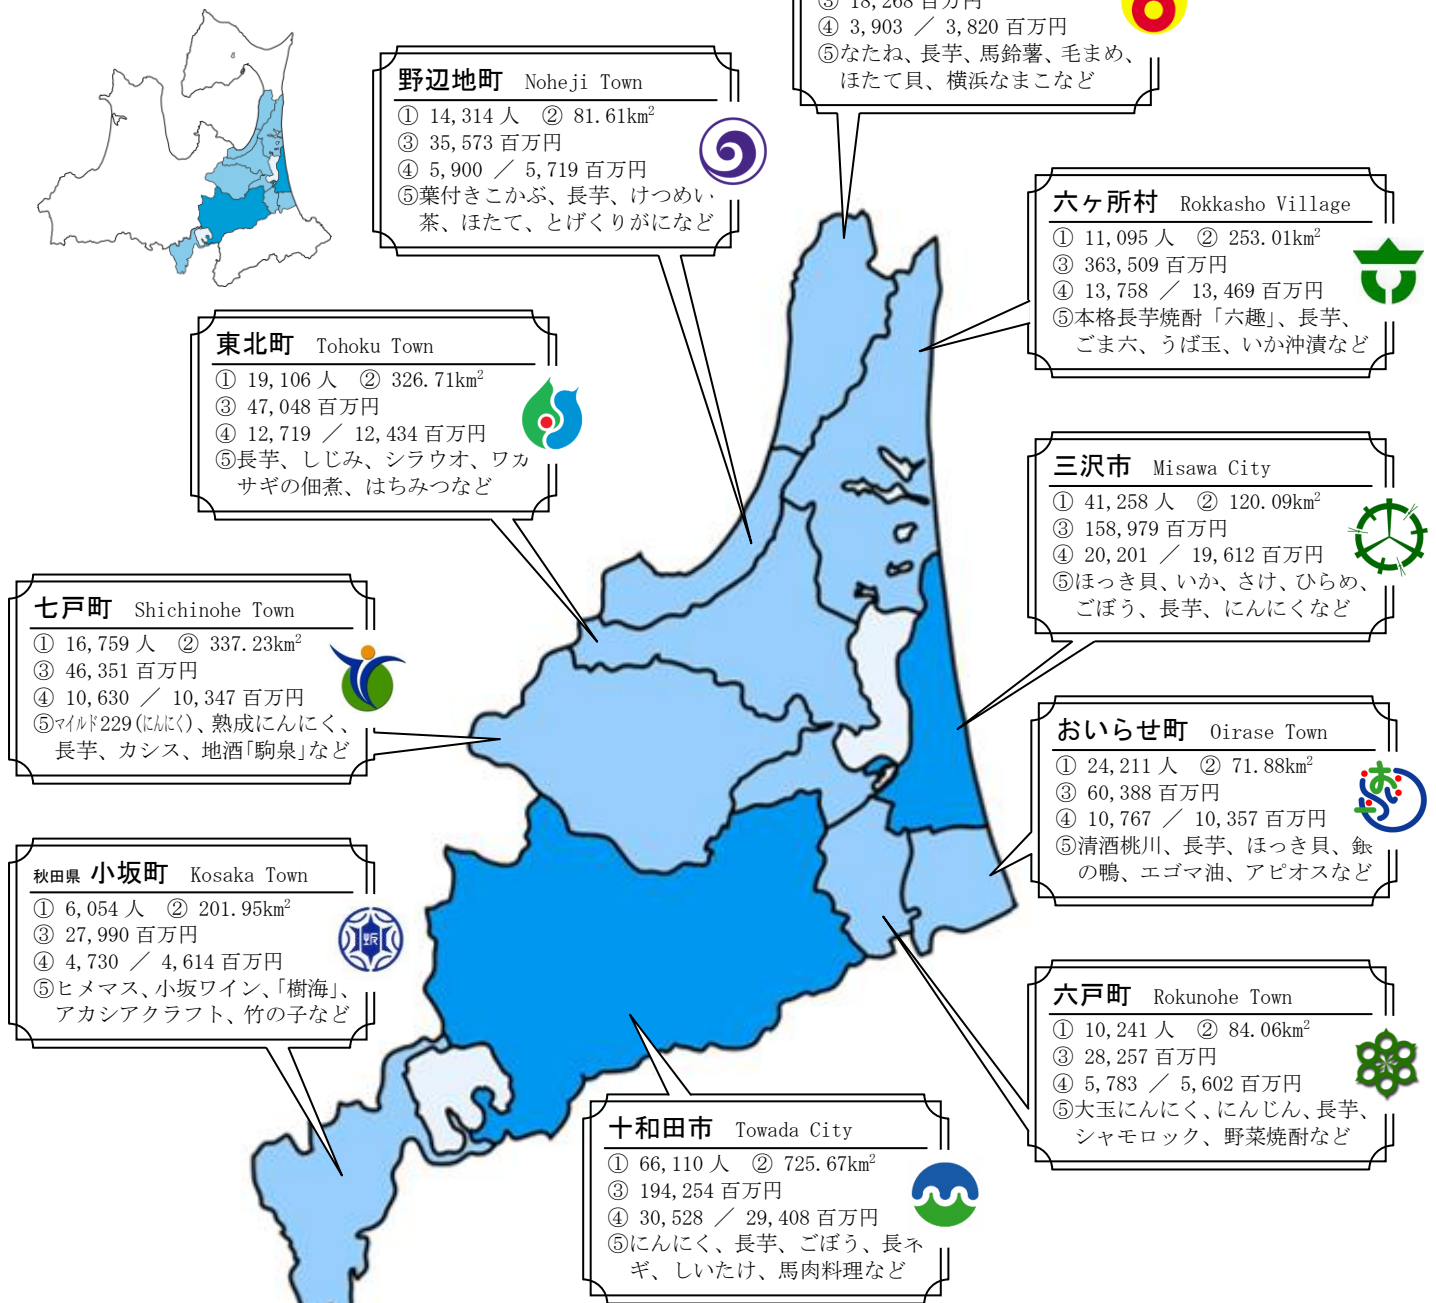 ③ 18,268 百万円
④ 3,903 ／ 3,820 百万円
⑤なたね、長芋、馬鈴薯、毛まめ、
ほたて貝、横浜なまこなど
野辺地町 Noheji Town
① 14,314 人 ② 81.61km²
③ 35,573 百万円
④ 5,900 ／ 5,719 百万円
⑤葉付きこかぶ、長芋、けつめい
茶、ほたて、とげくりがになど
六ヶ所村 Rokkasho Village
① 11,095 人 ② 253.01km²
③ 363,509 百万円
④ 13,758 ／ 13,469 百万円
⑤本格長芋焼酎「六趣」、長芋、
ごま六、うば玉、いか沖漬など
東北町 Tohoku Town
① 19,106 人 ② 326.71km²
③ 47,048 百万円
④ 12,719 ／ 12,434 百万円
⑤長芋、しじみ、シラウオ、ワカ
サギの佃煮、はちみつなど
三沢市 Misawa City
① 41,258 人 ② 120.09km²
③ 158,979 百万円
④ 20,201 ／ 19,612 百万円
⑤ほっき貝、いか、さけ、ひらめ、
ごぼう、長芋、にんにくなど
七戸町 Shichinohe Town
① 16,759 人 ② 337.23km²
③ 46,351 百万円
④ 10,630 ／ 10,347 百万円
⑤マイルド229(にんにく)、熟成にんにく、
長芋、カシス、地酒「駒泉」など
おいらせ町 Oirase Town
① 24,211 人 ② 71.88km²
③ 60,388 百万円
④ 10,767 ／ 10,357 百万円
⑤清酒桃川、長芋、ほっき貝、銀
の鴨、エゴマ油、アピオスなど
秋田県 小坂町 Kosaka Town
① 6,054 人 ② 201.95km²
③ 27,990 百万円
④ 4,730 ／ 4,614 百万円
⑤ヒメマス、小坂ワイン、「樹海」、
アカシアクラフト、竹の子など
六戸町 Rokunohe Town
① 10,241 人 ② 84.06km²
③ 28,257 百万円
④ 5,783 ／ 5,602 百万円
⑤大玉にんにく、にんじん、長芋、
シャモロック、野菜焼酎など
十和田市 Towada City
① 66,110 人 ② 725.67km²
③ 194,254 百万円
④ 30,528 ／ 29,408 百万円
⑤にんにく、長芋、ごぼう、長ネ
ギ、しいたけ、馬肉料理など